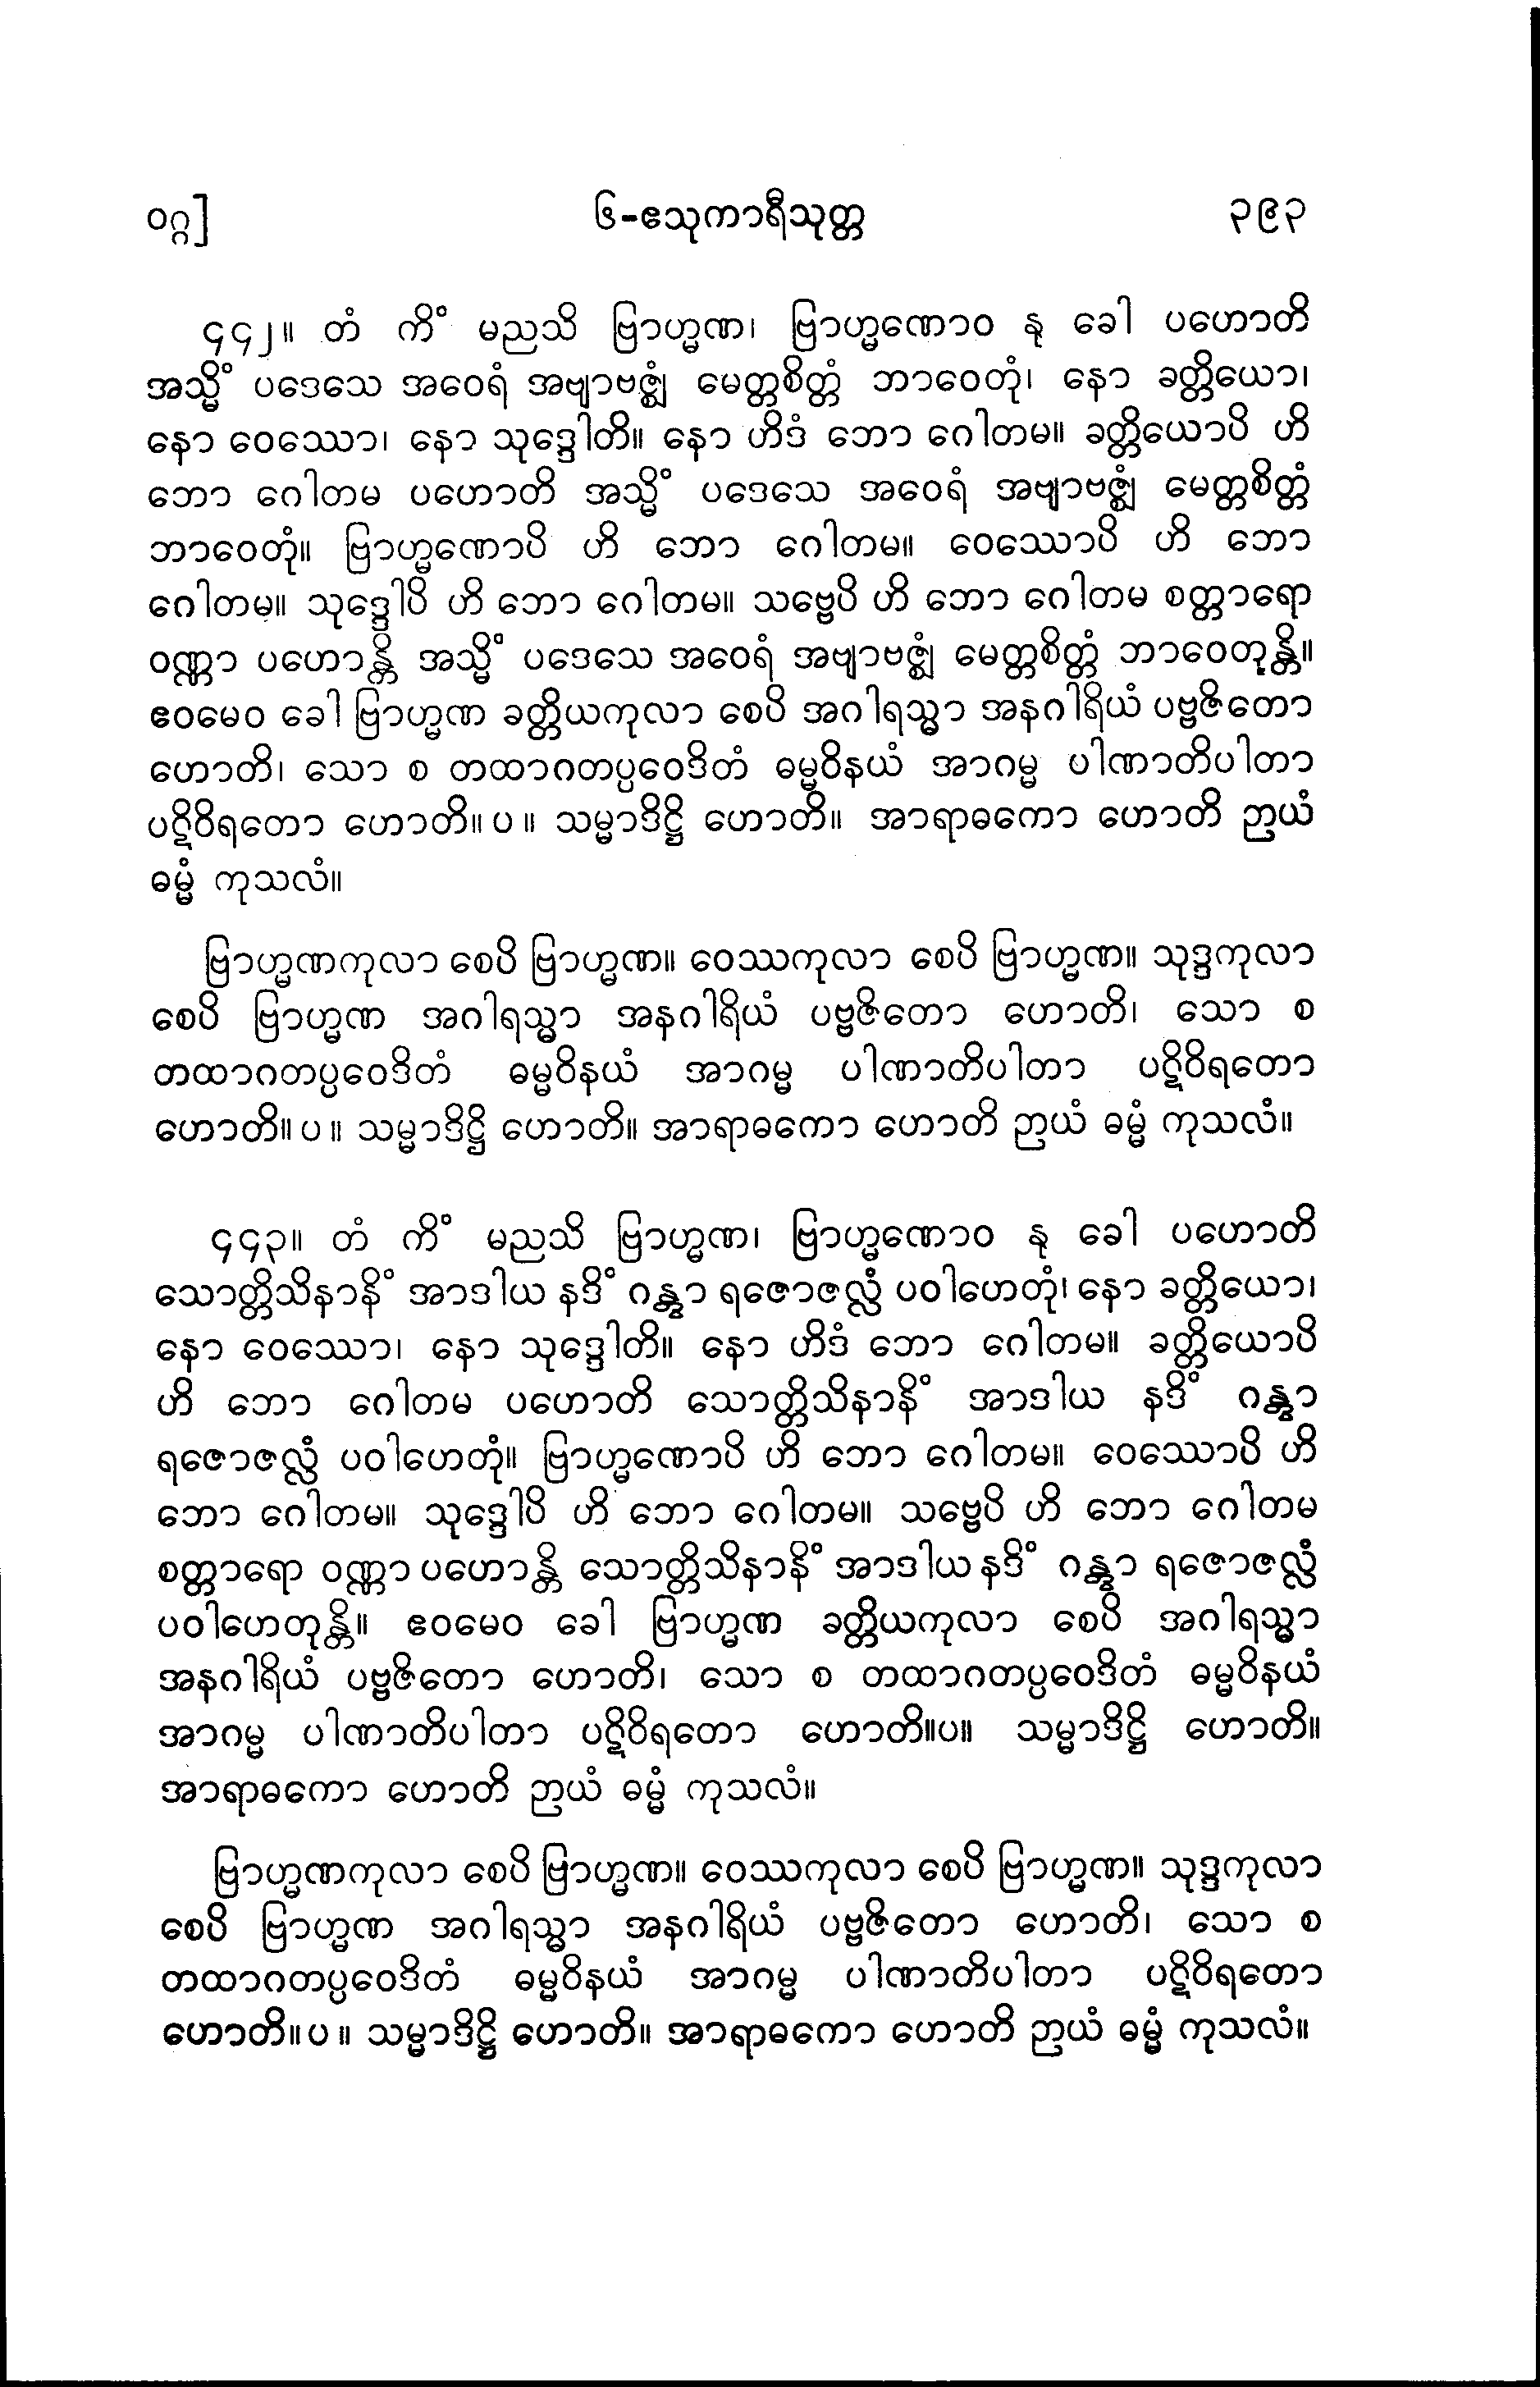 ဝဂ္ဂ]
၆-ဧသုကာရီသုတ္တ
၃၉၃
၄၄၂။ တံ ကိံ မညသိ ဗြာဟ္မဏ၊ ဗြာဟ္မဏောဝ နု ခေါ ပဟောတိ
အသ္မိံ ပဒေသေ အဝေရံ အဗျာဗဇ္ဈံ မေတ္တစိတ္တံ ဘာဝေတုံ၊ နော ခတ္တိယော၊
နော ဝေဿော၊ နော သုဒ္ဒေါတိ။ နော ဟိဒံ ဘော ဂေါတမ။ ခတ္တိယောပိ ဟိ
ဘော ဂေါတမ ပဟောတိ အသ္မိံ ပဒေသေ အဝေရံ အဗျာဗဇ္ဈံ မေတ္တစိတ္တံ
ဘာဝေတုံ။ ဗြာဟ္မဏောပိ ဟိ ဘော ဂေါတမ။ ဝေဿောပိ ဟိ ဘော
ဂေါတမ။ သုဒ္ဒေါပိ ဟိ ဘော ဂေါတမ။ သဗ္ဗေပိ ဟိ ဘော ဂေါတမ စတ္တာရော
ဝဏ္ဏာ ပဟောန္တိ အသ္မိံ ပဒေသေ အဝေရံ အဗျာဗဇ္ဈံ မေတ္တစိတ္တံ ဘာဝေတုန္တိ။
ဧဝမေဝ ခေါ ဗြာဟ္မဏ ခတ္တိယကုလာ စေပိ အဂါရသ္မာ အနဂါရိယံ ပဗ္ဗဇိတော
ဟောတိ၊ သော စ တထာဂတပ္ပဝေဒိတံ ဓမ္မဝိနယံ အာဂမ္မ ပါဏာတိပါတာ
ပဋိဝိရတော ဟောတိ။ပ။ သမ္မာဒိဋ္ဌိ ဟောတိ။ အာရာဓကော ဟောတိ ဉာယံ
ဓမ္မံ ကုသလံ။
ဗြာဟ္မဏကုလာ စေပိ ဗြာဟ္မဏ။ ဝေဿကုလာ စေပိ ဗြာဟ္မဏ။ သုဒ္ဒကုလာ
စေပိ ဗြာဟ္မဏ အဂါရသ္မာ အနဂါရိယံ ပဗ္ဗဇိတော ဟောတိ၊ သော စ
တထာဂတပ္ပဝေဒိတံ ဓမ္မဝိနယံ အာဂမ္မ ပါဏာတိပါတာ ပဋိဝိရတော
ဟောတိ။ပ။ သမ္မာဒိဋ္ဌိ ဟောတိ။ အာရာဓကော ဟောတိ ဉာယံ ဓမ္မံ ကုသလံ။
၄၄၃။ တံ ကိံ မညသိ ဗြာဟ္မဏ၊ ဗြာဟ္မဏောဝ နု ခေါ ပဟောတိ
သောတ္တိသိနာနိံ အာဒါယ နဒိံ ဂန္တွာ ရဇောဇလ္လံ ပဝါဟေတုံ၊ နော ခတ္တိယော၊
နော ဝေဿော၊ နော သုဒ္ဒေါတိ။ နော ဟိဒံ ဘော ဂေါတမ။ ခတ္တိယောပိ
ဟိ ဘော ဂေါတမ ပဟောတိ သောတ္တိသိနာနိံ အာဒါယ နဒိံ ဂန္တွာ
ရဇောဇလ္လံ ပဝါဟေတုံ။ ဗြာဟ္မဏောပိ ဟိ ဘော ဂေါတမ။ ဝေဿောပိ ဟိ
ဘော ဂေါတမ။ သုဒ္ဒေါပိ ဟိ ဘော ဂေါတမ။ သဗ္ဗေပိ ဟိ ဘော ဂေါတမ
စတ္တာရော ဝဏ္ဏာ ပဟောန္တိ သောတ္တိသိနာနိံ အာဒါယ နဒိံ ဂန္တွာ ရဇောဇလ္လံ
ပဝါဟေတုန္တိ။ ဧဝမေဝ ခေါ ဗြာဟ္မဏ ခတ္တိယကုလာ စေပိ အဂါရသ္မာ
အနဂါရိယံ ပဗ္ဗဇိတော ဟောတိ၊ သော စ တထာဂတပ္ပဝေဒိတံ ဓမ္မဝိနယံ
အာဂမ္မ ပါဏာတိပါတာ ပဋိဝိရတော ဟောတိ။ပ။ သမ္မာဒိဋ္ဌိ ဟောတိ။
အာရာဓကော ဟောတိ ဉာယံ ဓမ္မံ ကုသလံ။
ဗြာဟ္မဏကုလာ စေပိ ဗြာဟ္မဏ။ ဝေဿကုလာ စေပိ ဗြာဟ္မဏ။ သုဒ္ဒကုလာ
စေပိ ဗြာဟ္မဏ အဂါရသ္မာ အနဂါရိယံ ပဗ္ဗဇိတော ဟောတိ၊ သော စ
တထာဂတပ္ပဝေဒိတံ ဓမ္မဝိနယံ အာဂမ္မ ပါဏာတိပါတာ ပဋိဝိရတော
ဟောတိ။ပ။ သမ္မာဒိဋ္ဌိ ဟောတိ။ အာရာဓကော ဟောတိ ဉာယံ ဓမ္မံ ကုသလံ။